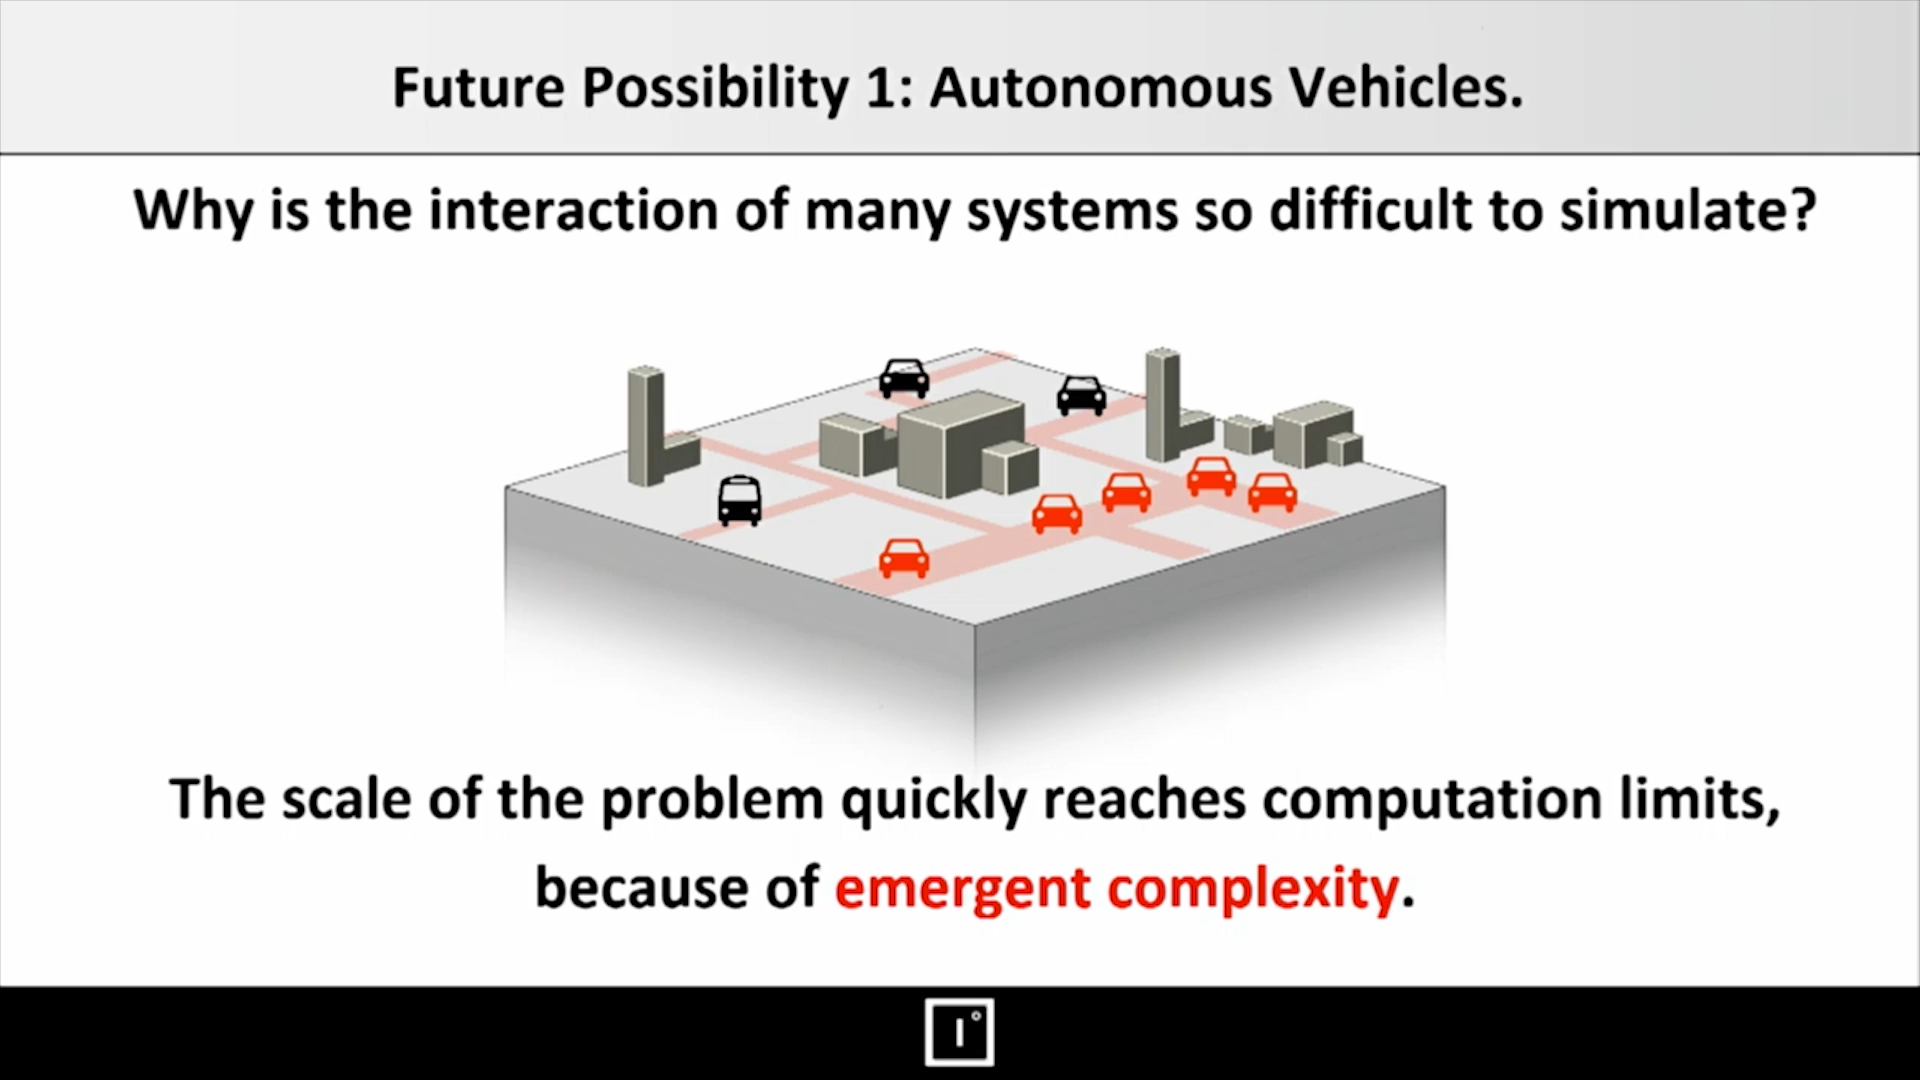 Future Possibility 1: Autonomous Vehicles.
Why is the interaction of many systems so difficult to simulate?
The scale of the problem quickly reaches computation limits,
because of emergent complexity.
I°